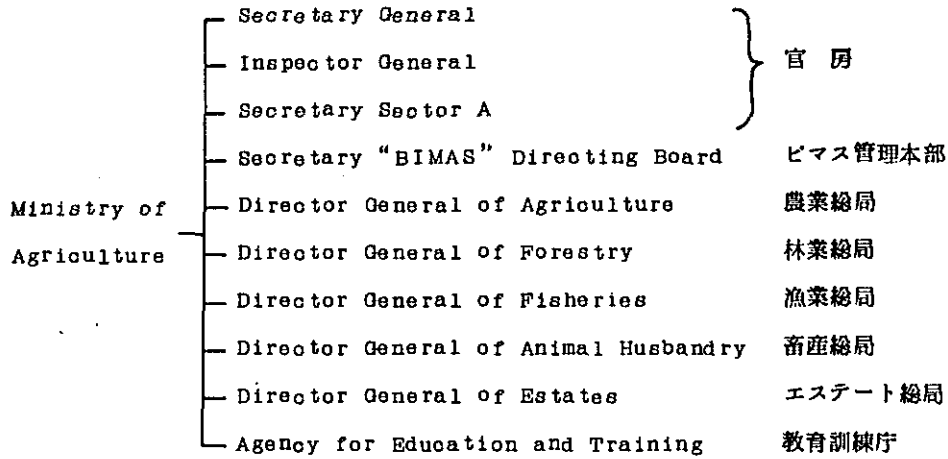 Secretary General
Inspector General 官房
Secretary Sector A
Secretary "BIMAS" Directing Board ビマス管理本部
Ministry of
Agriculture
Director General of Agriculture 農業総局
Director General of Forestry 林業総局
Director General of Fisheries 漁業総局
Director General of Animal Husbandry 畜産総局
Director General of Estates エステート総局
Agency for Education and Training 教育訓練庁